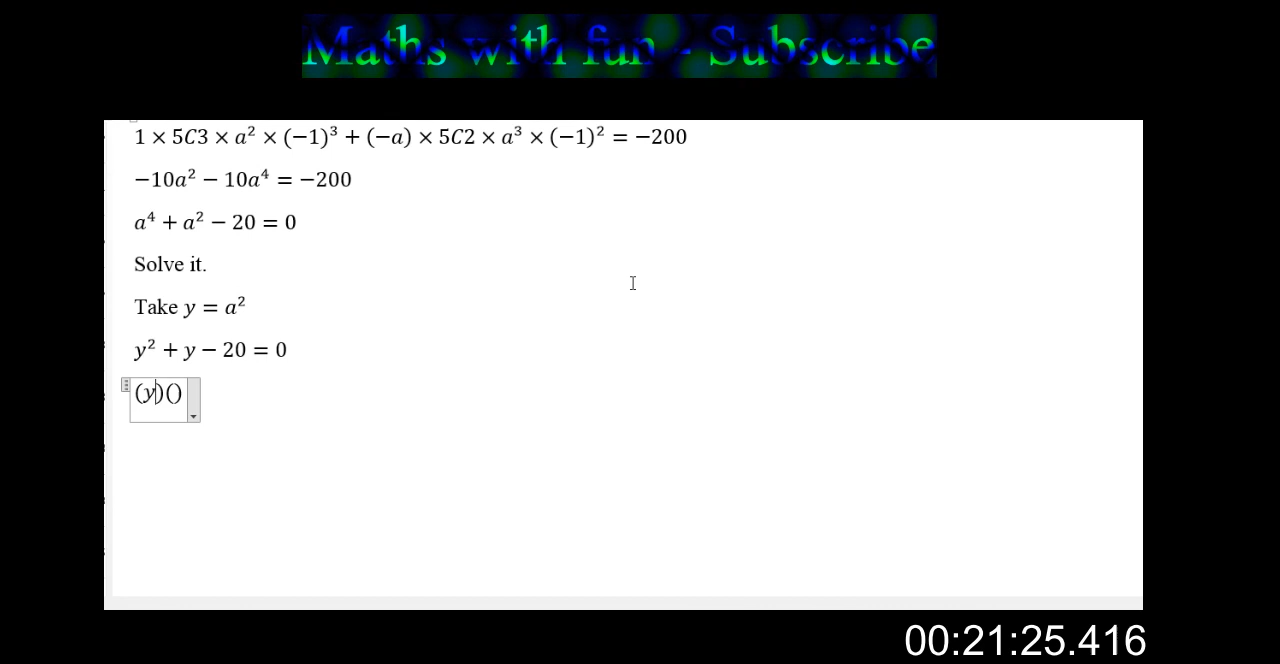 Maths with fun - Subscribe
1 × 5C3 × a² × (−1)³ + (−a) × 5C2 × a³ × (−1)² = −200
−10a² − 10a⁴ = −200
a⁴ + a² − 20 = 0
Solve it.
Take y = a²
y² + y − 20 = 0
(y)()
00:21:25.416